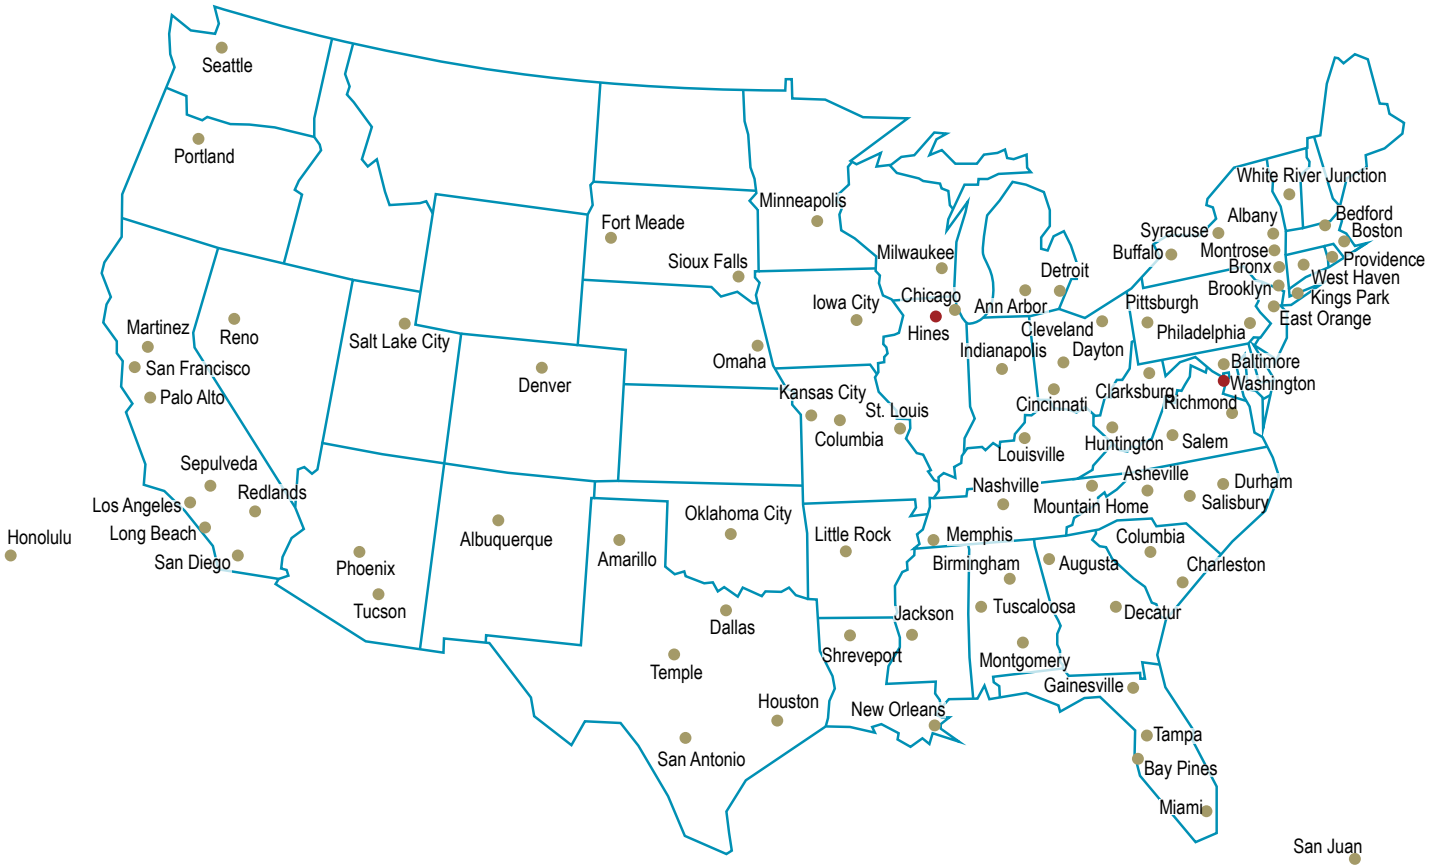 Seattle
Portland
White River Junction
Minneapolis
Fort Meade
Bedford
Albany
Boston
Syracuse
Montrose
Buffalo
Milwaukee
Providence
Sioux Falls
Bronx
Detroit
West Haven
Brooklyn
Chicago
Kings Park
Iowa City
Ann Arbor
Pittsburgh
East Orange
Martinez
Reno
Hines
Cleveland
Philadelphia
Salt Lake City
Indianapolis
Dayton
San Francisco
Omaha
Baltimore
Denver
Washington
Palo Alto
Kansas City
Clarksburg
Cincinnati
Richmond
St. Louis
Columbia
Huntington
Salem
Louisville
Sepulveda
Asheville
Nashville
Durham
Redlands
Los Angeles
Mountain Home
Salisbury
Oklahoma City
Long Beach
Little Rock
Memphis
Columbia
Honolulu
Albuquerque
San Diego
Amarillo
Birmingham
Augusta
Charleston
Phoenix
Tucson
Tuscaloosa
Jackson
Decatur
Dallas
Shreveport
Montgomery
Temple
Gainesville
Houston
New Orleans
Tampa
San Antonio
Bay Pines
Miami
San Juan